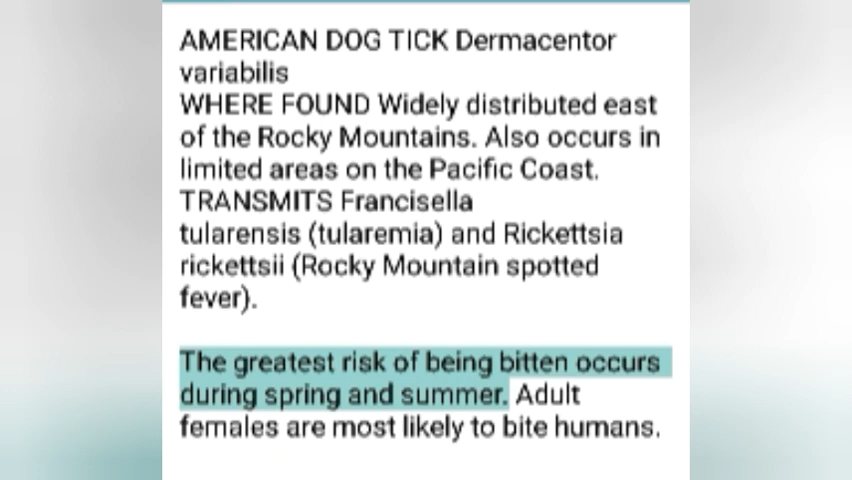 AMERICAN DOG TICK Dermacentor
variabilis
WHERE FOUND Widely distributed east
of the Rocky Mountains. Also occurs in
limited areas on the Pacific Coast.
TRANSMITS Francisella
tularensis (tularemia) and Rickettsia
rickettsii (Rocky Mountain spotted
fever).
The greatest risk of being bitten occurs
during spring and summer. Adult
females are most likely to bite humans.